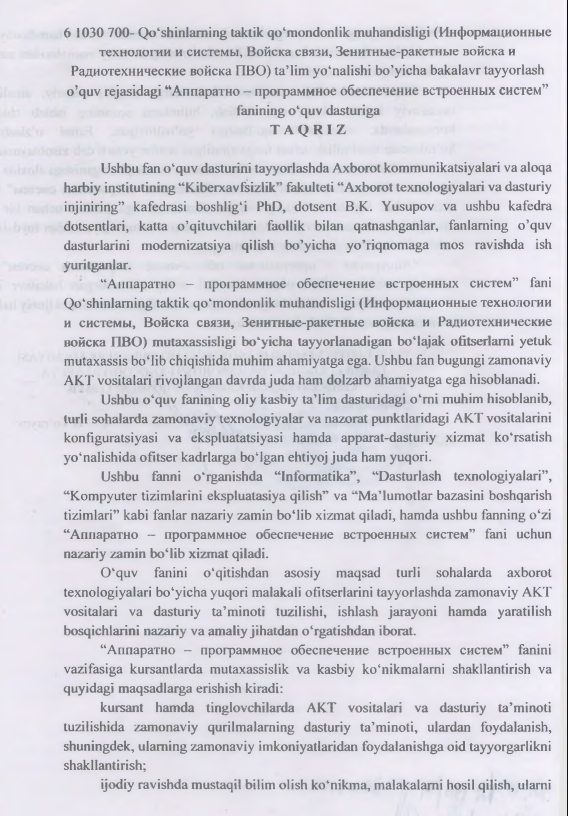 6 1030 700- Qo‘shinlarning taktik qo‘mondonlik muhandisligi (Информационные
технологии и системы, Войска связи, Зенитные-ракетные войска и
Радиотехнические войска ПВО) ta’lim yo‘nalishi bo‘yicha bakalavr tayyorlash
o’quv rejasidagi “Аппаратно – программное обеспечение встроенных систем”
fanining o‘quv dasturiga
T A Q R I Z
Ushbu fan o‘quv dasturini tayyorlashda Axborot kommunikatsiyalari va aloqa
harbiy institutining “Kiberxavfsizlik” fakulteti “Axborot texnologiyalari va dasturiy
injiniring” kafedrasi boshlig‘i PhD, dotsent B.K. Yusupov va ushbu kafedra
dotsentlari, katta o’qituvchilari faollik bilan qatnashganlar, fanlarning o’quv
dasturlarini modernizatsiya qilish bo’yicha yo’riqnomaga mos ravishda ish
yuritganlar.
“Аппаратно – программное обеспечение встроенных систем” fani
Qo‘shinlarning taktik qo‘mondonlik muhandisligi (Информационные технологии
и системы, Войска связи, Зенитные-ракетные войска и Радиотехнические
войска ПВО) mutaxassisligi bo‘yicha tayyorlanadigan bo‘lajak ofitserlarni yetuk
mutaxassis bo‘lib chiqishida muhim ahamiyatga ega. Ushbu fan bugungi zamonaviy
AKT vositalari rivojlangan davrda juda ham dolzarb ahamiyatga ega hisoblanadi.
Ushbu o‘quv fanining oliy kasbiy ta’lim dasturidagi o‘rni muhim hisoblanib,
turli sohalarda zamonaviy texnologiyalar va nazorat punktlaridagi AKT vositalarini
konfiguratsiyasi va ekspluatatsiyasi hamda apparat-dasturiy xizmat ko‘rsatish
yo‘nalishida ofitser kadrlarga bo‘lgan ehtiyoj juda ham yuqori.
Ushbu fanni o‘rganishda “Informatika”, “Dasturlash texnologiyalari”,
“Kompyuter tizimlarini ekspluatasiya qilish” va “Ma’lumotlar bazasini boshqarish
tizimlari” kabi fanlar nazariy zamin bo‘lib xizmat qiladi, hamda ushbu fanning o‘zi
“Аппаратно – программное обеспечение встроенных систем” fani uchun
nazariy zamin bo‘lib xizmat qiladi.
O‘quv fanini o‘qitishdan asosiy maqsad turli sohalarda axborot
texnologiyalari bo‘yicha yuqori malakali ofitserlarini tayyorlashda zamonaviy AKT
vositalari va dasturiy ta’minoti tuzilishi, ishlash jarayoni hamda yaratilish
bosqichlarini nazariy va amaliy jihatdan o‘rgatishdan iborat.
“Аппаратно – программное обеспечение встроенных систем” fanini
vazifasiga kursantlarda mutaxassislik va kasbiy ko‘nikmalarni shakllantirish va
quyidagi maqsadlarga erishish kiradi:
kursant hamda tinglovchilarda AKT vositalari va dasturiy ta’minoti
tuzilishida zamonaviy qurilmalarning dasturiy ta’minoti, ulardan foydalanish,
shuningdek, ularning zamonaviy imkoniyatlaridan foydalanishga oid tayyorgarlikni
shakllantirish;
ijodiy ravishda mustaqil bilim olish ko‘nikma, malakalarni hosil qilish, ularni